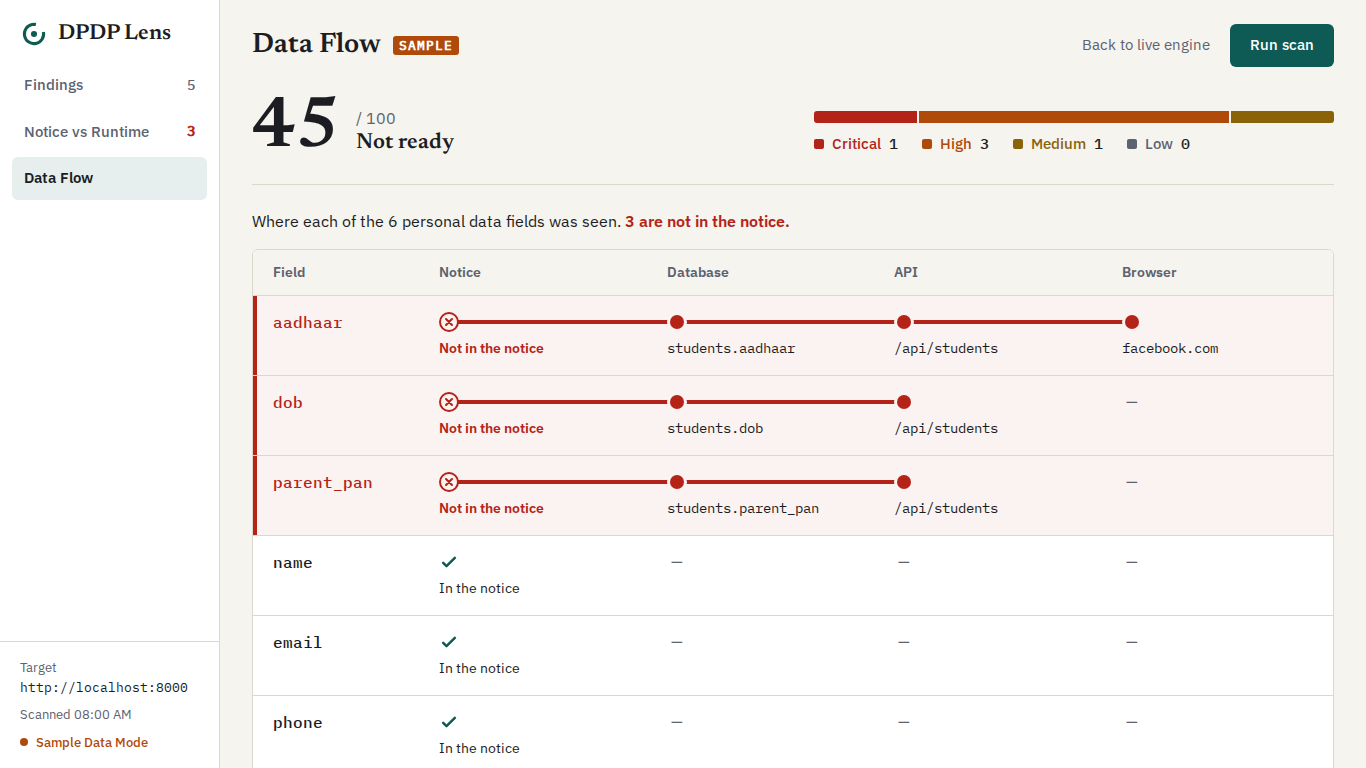 DPDP Lens
Findings 5
Notice vs Runtime 3
Data Flow
Target
http://localhost:8000
Scanned 08:00 AM
Sample Data Mode
Data Flow SAMPLE
Back to live engine
Run scan
45 / 100
Not ready
Critical 1 High 3 Medium 1 Low 0
Where each of the 6 personal data fields was seen. 3 are not in the notice.
Field Notice Database API Browser
aadhaar
Not in the notice students.aadhaar /api/students facebook.com
dob —
Not in the notice students.dob /api/students
parent_pan —
Not in the notice students.parent_pan /api/students
name — — —
In the notice
email — — —
In the notice
phone — — —
In the notice